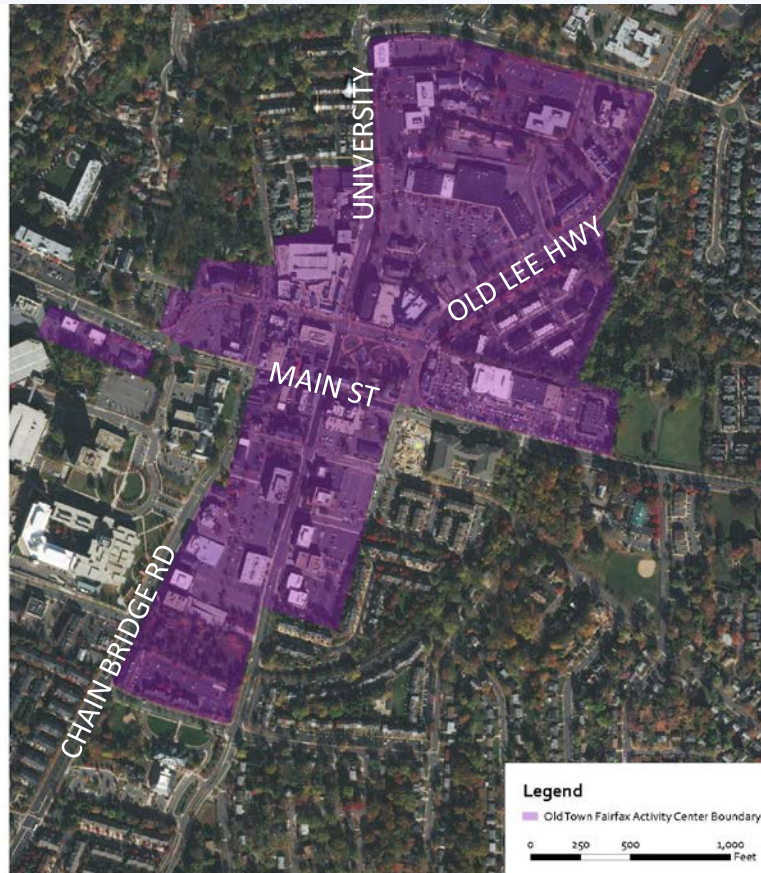 UNIVERSITY
OLD LEE HWY
MAIN ST
CHAIN BRIDGE RD
Legend
Old Town Fairfax Activity Center Boundary
0 250 500 1,000
Feet